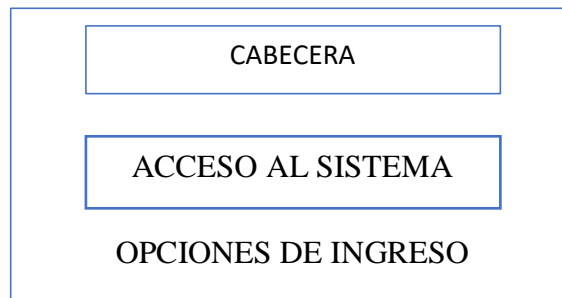 CABECERA
ACCESO AL SISTEMA
OPCIONES DE INGRESO